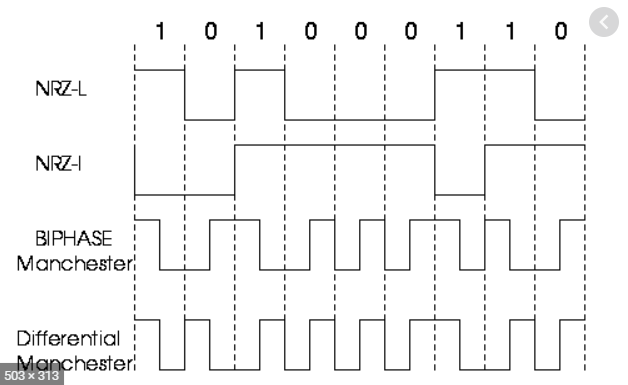 1 0 1 0 0 0 1 1 0
NRZ-L
NRZ-I
BIPHASE
Manchester
Differential
Manchester
503 × 313